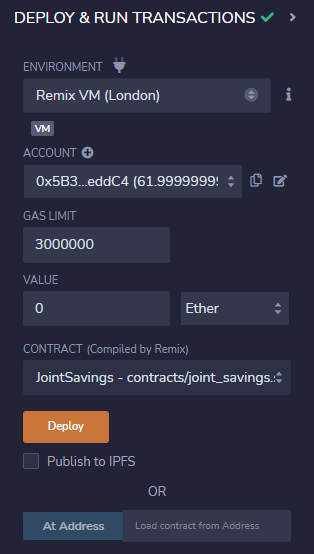 DEPLOY & RUN TRANSACTIONS
ENVIRONMENT
Remix VM (London)
VM
ACCOUNT
0x5B3...eddC4 (61.99999999
GAS LIMIT
3000000
VALUE
0 Ether
CONTRACT (Compiled by Remix)
JointSavings - contracts/joint_savings.s
Deploy
Publish to IPFS
OR
At Address Load contract from Address